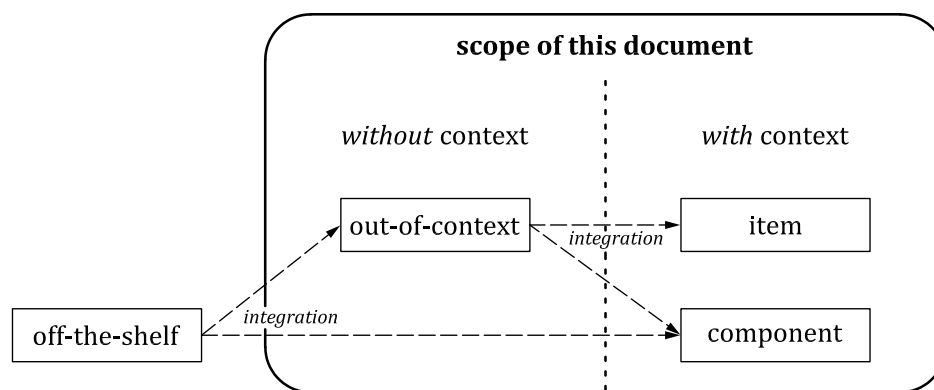 scope of this document
without context
with context
out-of-context
integration
item
off-the-shelf
integration
component